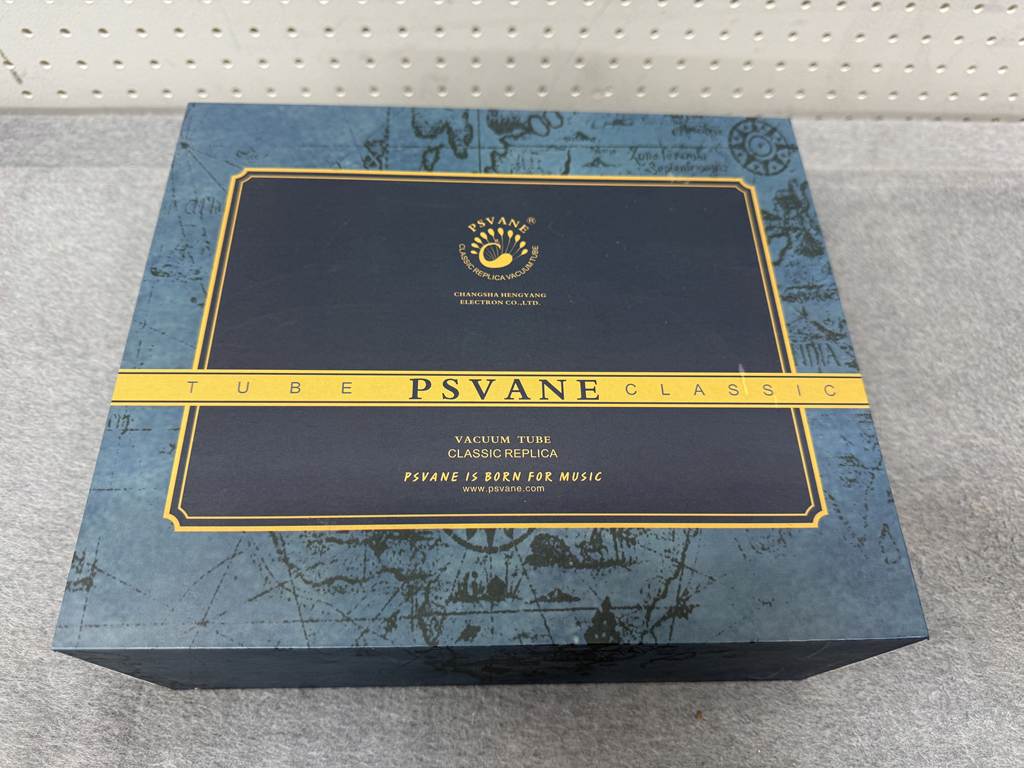 PSVANE®
CLASSIC REPLICA VACUUM TUBE
CHANGSHA HENGYANG
ELECTRON CO.,LTD.
TUBE PSVANE CLASSIC
VACUUM TUBE
CLASSIC REPLICA
PSVANE IS BORN FOR MUSIC
www.psvane.com